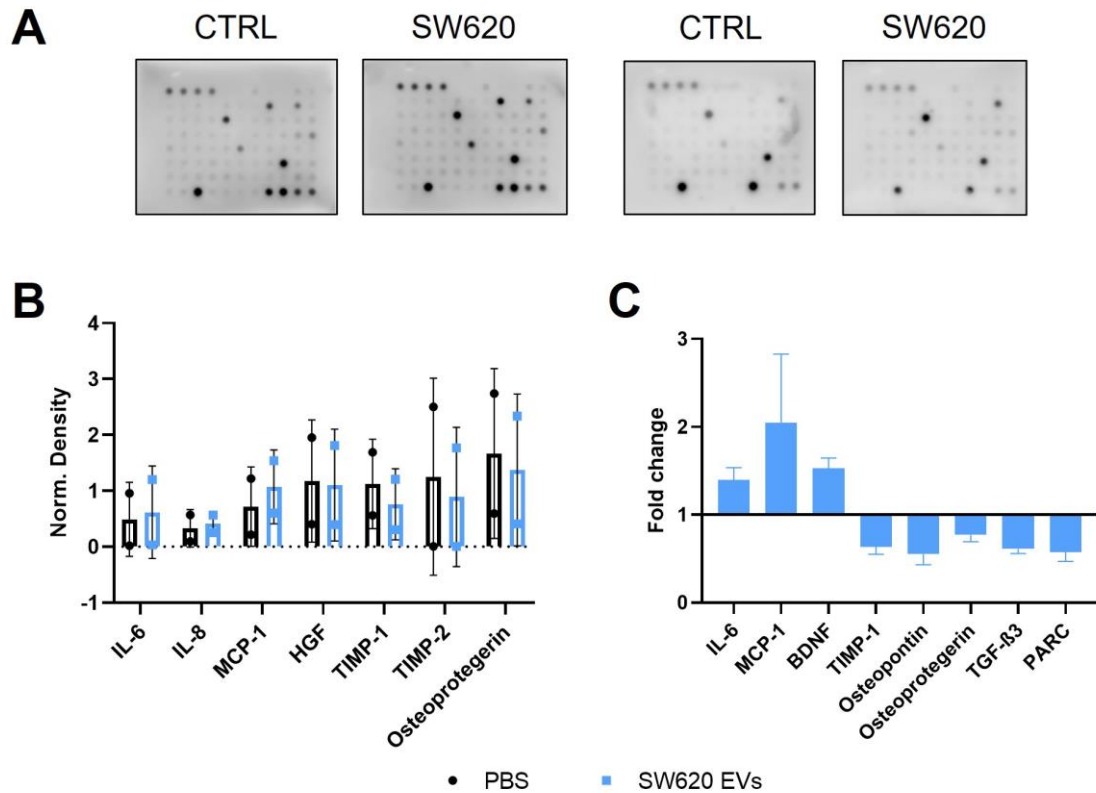 A
CTRL SW620 CTRL SW620
B
4
3
2
1
0
-1
Norm. Density
IL-6 IL-8 MCP-1 HGF TIMP-1 TIMP-2 Osteoprotegerin
C
3
2
1
0
Fold change
1
IL-6 MCP-1 BDNF TIMP-1 Osteopontin Osteoprotegerin TGF-ß3 PARC
PBS SW620 EVs